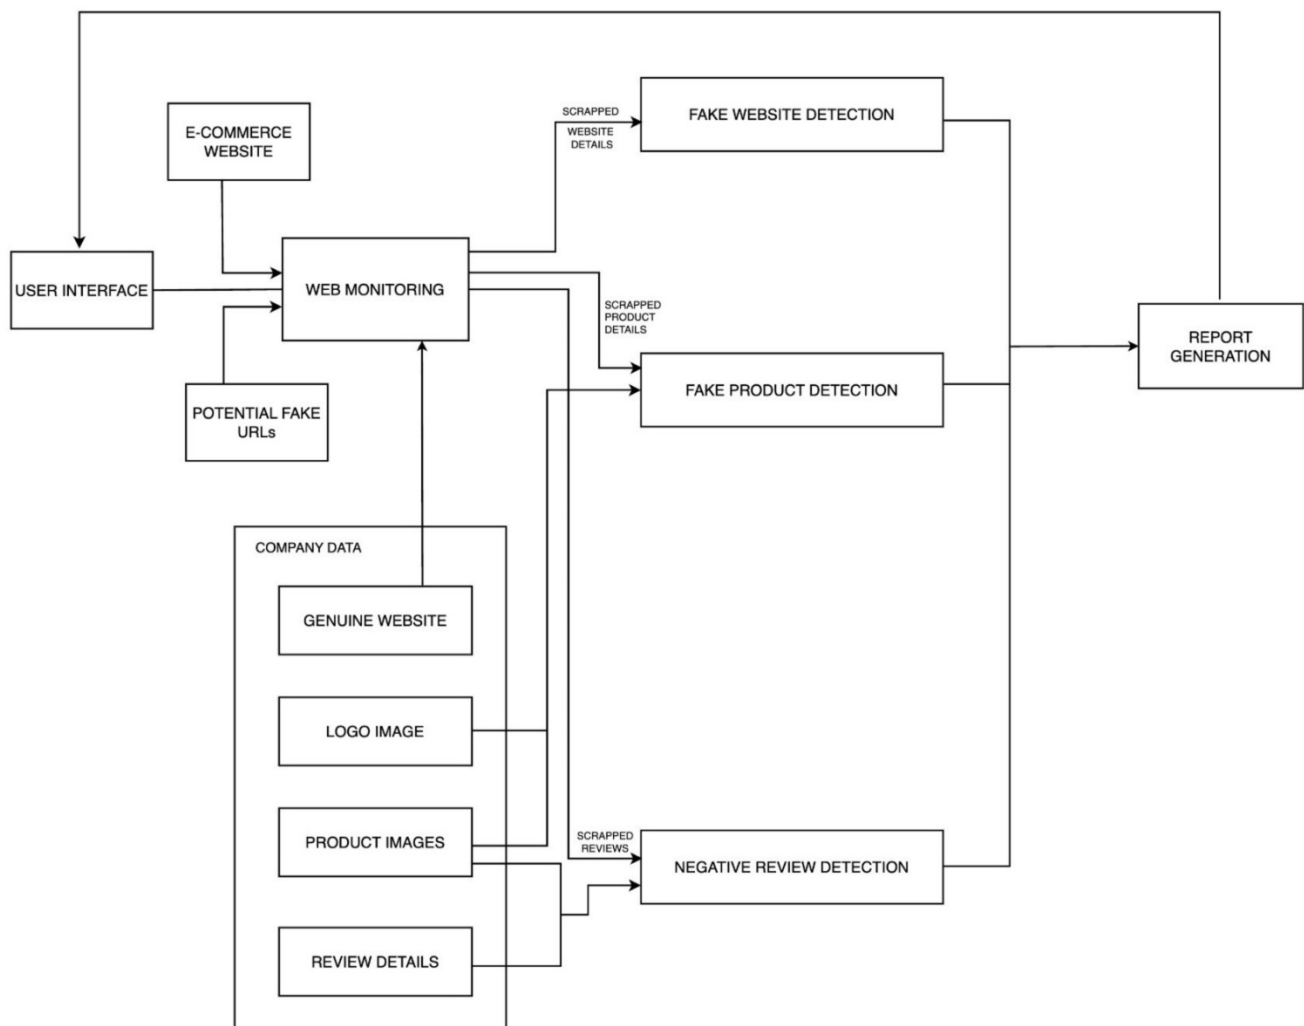 E-COMMERCE
WEBSITE
SCRAPPED
WEBSITE
DETAILS
FAKE WEBSITE DETECTION
USER INTERFACE
WEB MONITORING
SCRAPPED
PRODUCT
DETAILS
REPORT
GENERATION
POTENTIAL FAKE
URLs
FAKE PRODUCT DETECTION
COMPANY DATA
GENUINE WEBSITE
LOGO IMAGE
PRODUCT IMAGES
SCRAPPED
REVIEWS
NEGATIVE REVIEW DETECTION
REVIEW DETAILS